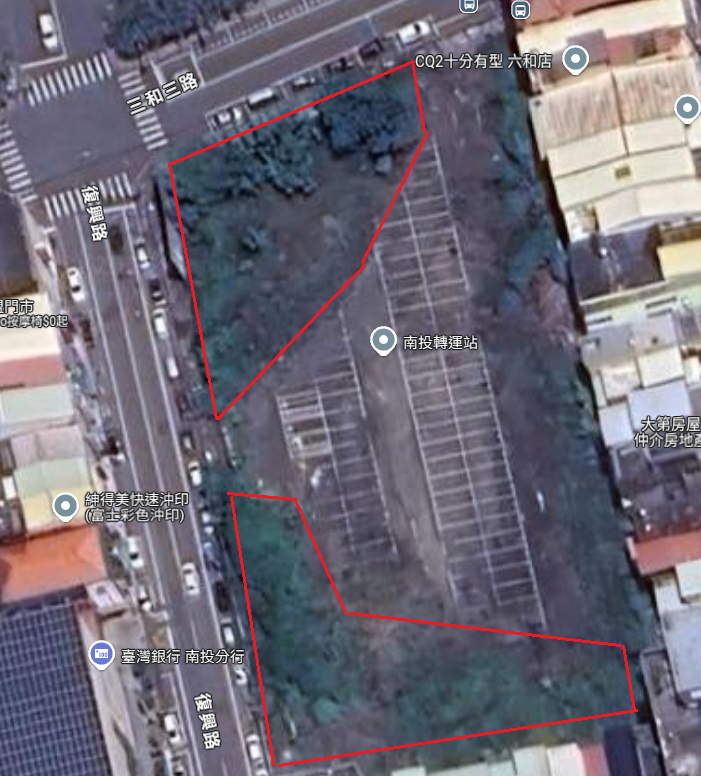 CQ2十分有型 六和店
三和三路
復興路
門市
o按摩椅$0起
南投轉運站
大第房屋
仲介房地產
紳得美快速沖印
(富士彩色沖印)
臺灣銀行 南投分行
復興路